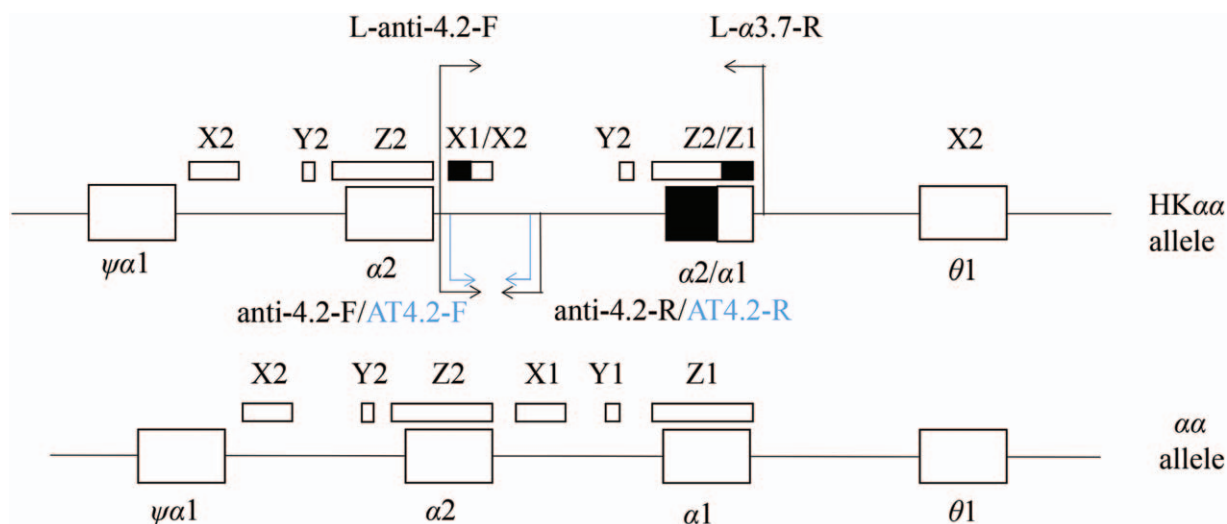 L-anti-4.2-F L-α3.7-R
X2 Y2 Z2 X1/X2 Y2 Z2/Z1 X2
HKαα
allele
ψα1 α2 α2/α1 θ1
anti-4.2-F/AT4.2-F anti-4.2-R/AT4.2-R
X2 Y2 Z2 X1 Y1 Z1
αα
allele
ψα1 α2 α1 θ1